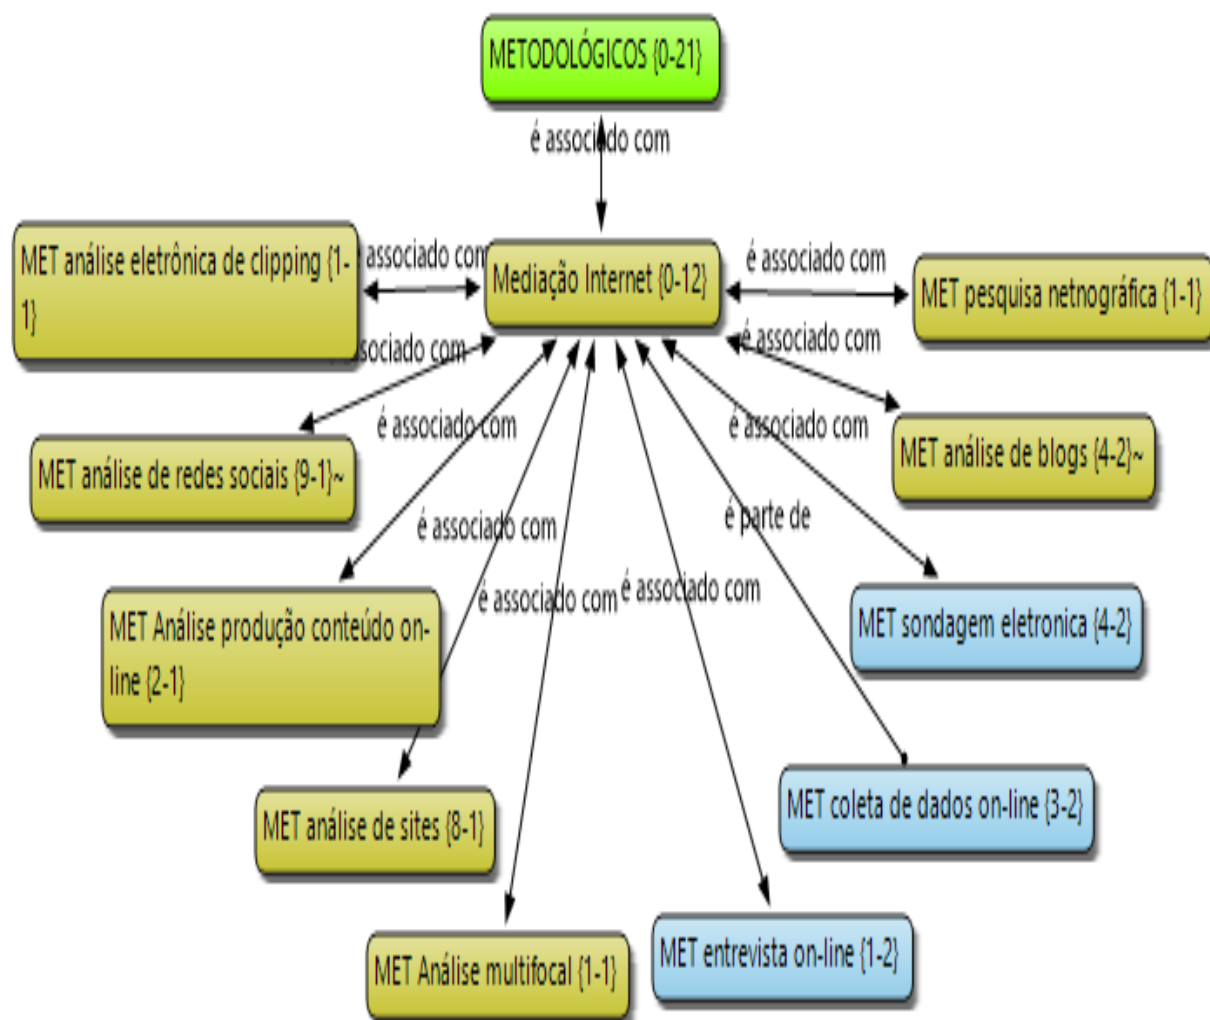 METODOLÓGICOS {0-21}
é associado com
MET análise eletrônica de clipping {1-
1}
é associado com
Mediação Internet {0-12}
é associado com
MET pesquisa netnográfica {1-1}
associado com
é associado com
MET análise de redes sociais {9-1}~
é associado com
é associado com
MET análise de blogs {4-2}~
é associado com
é parte de
MET Análise produção conteúdo on-
line {2-1}
é associado com
é associado com
MET sondagem eletronica {4-2}
MET análise de sites {8-1}
MET coleta de dados on-line {3-2}
MET Análise multifocal {1-1}
MET entrevista on-line {1-2}